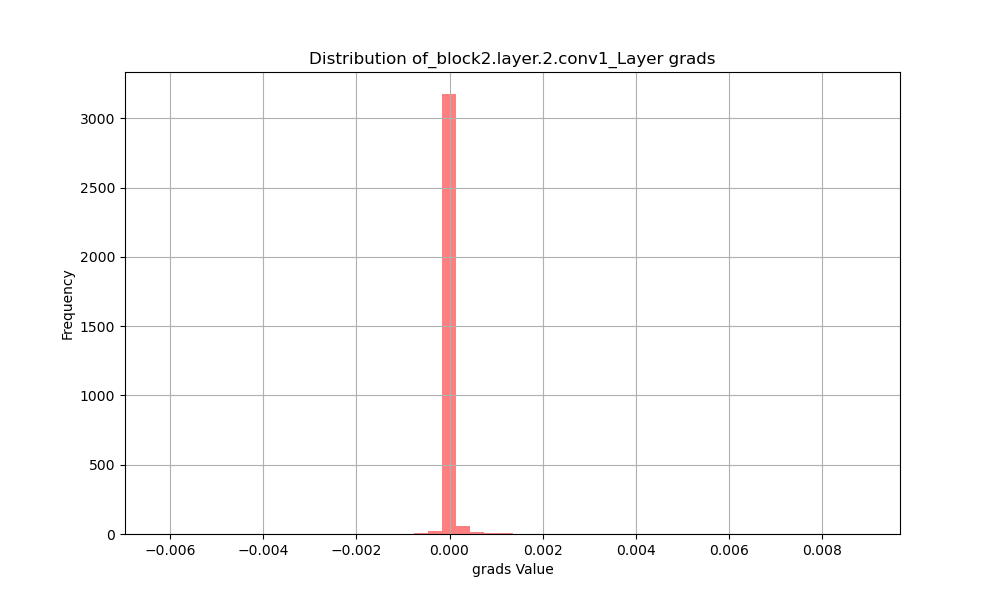 Distribution of_block2.layer.2.conv1_Layer grads
Frequency
3000
2500
2000
1500
1000
500
0
−0.006 −0.004 −0.002 0.000 0.002 0.004 0.006 0.008
grads Value